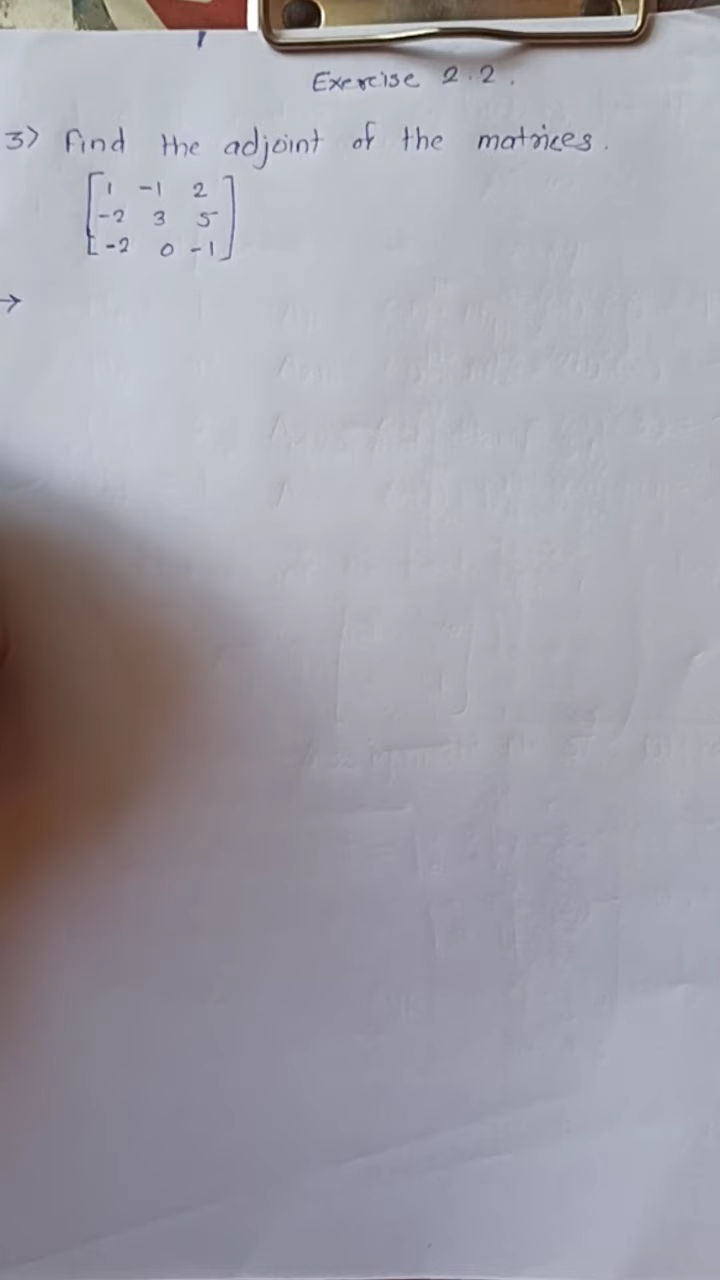 Exercise 2.2.
3) Find the adjoint of the matrices.
1 -1 2
-2 3 5
-2 0 -1
→